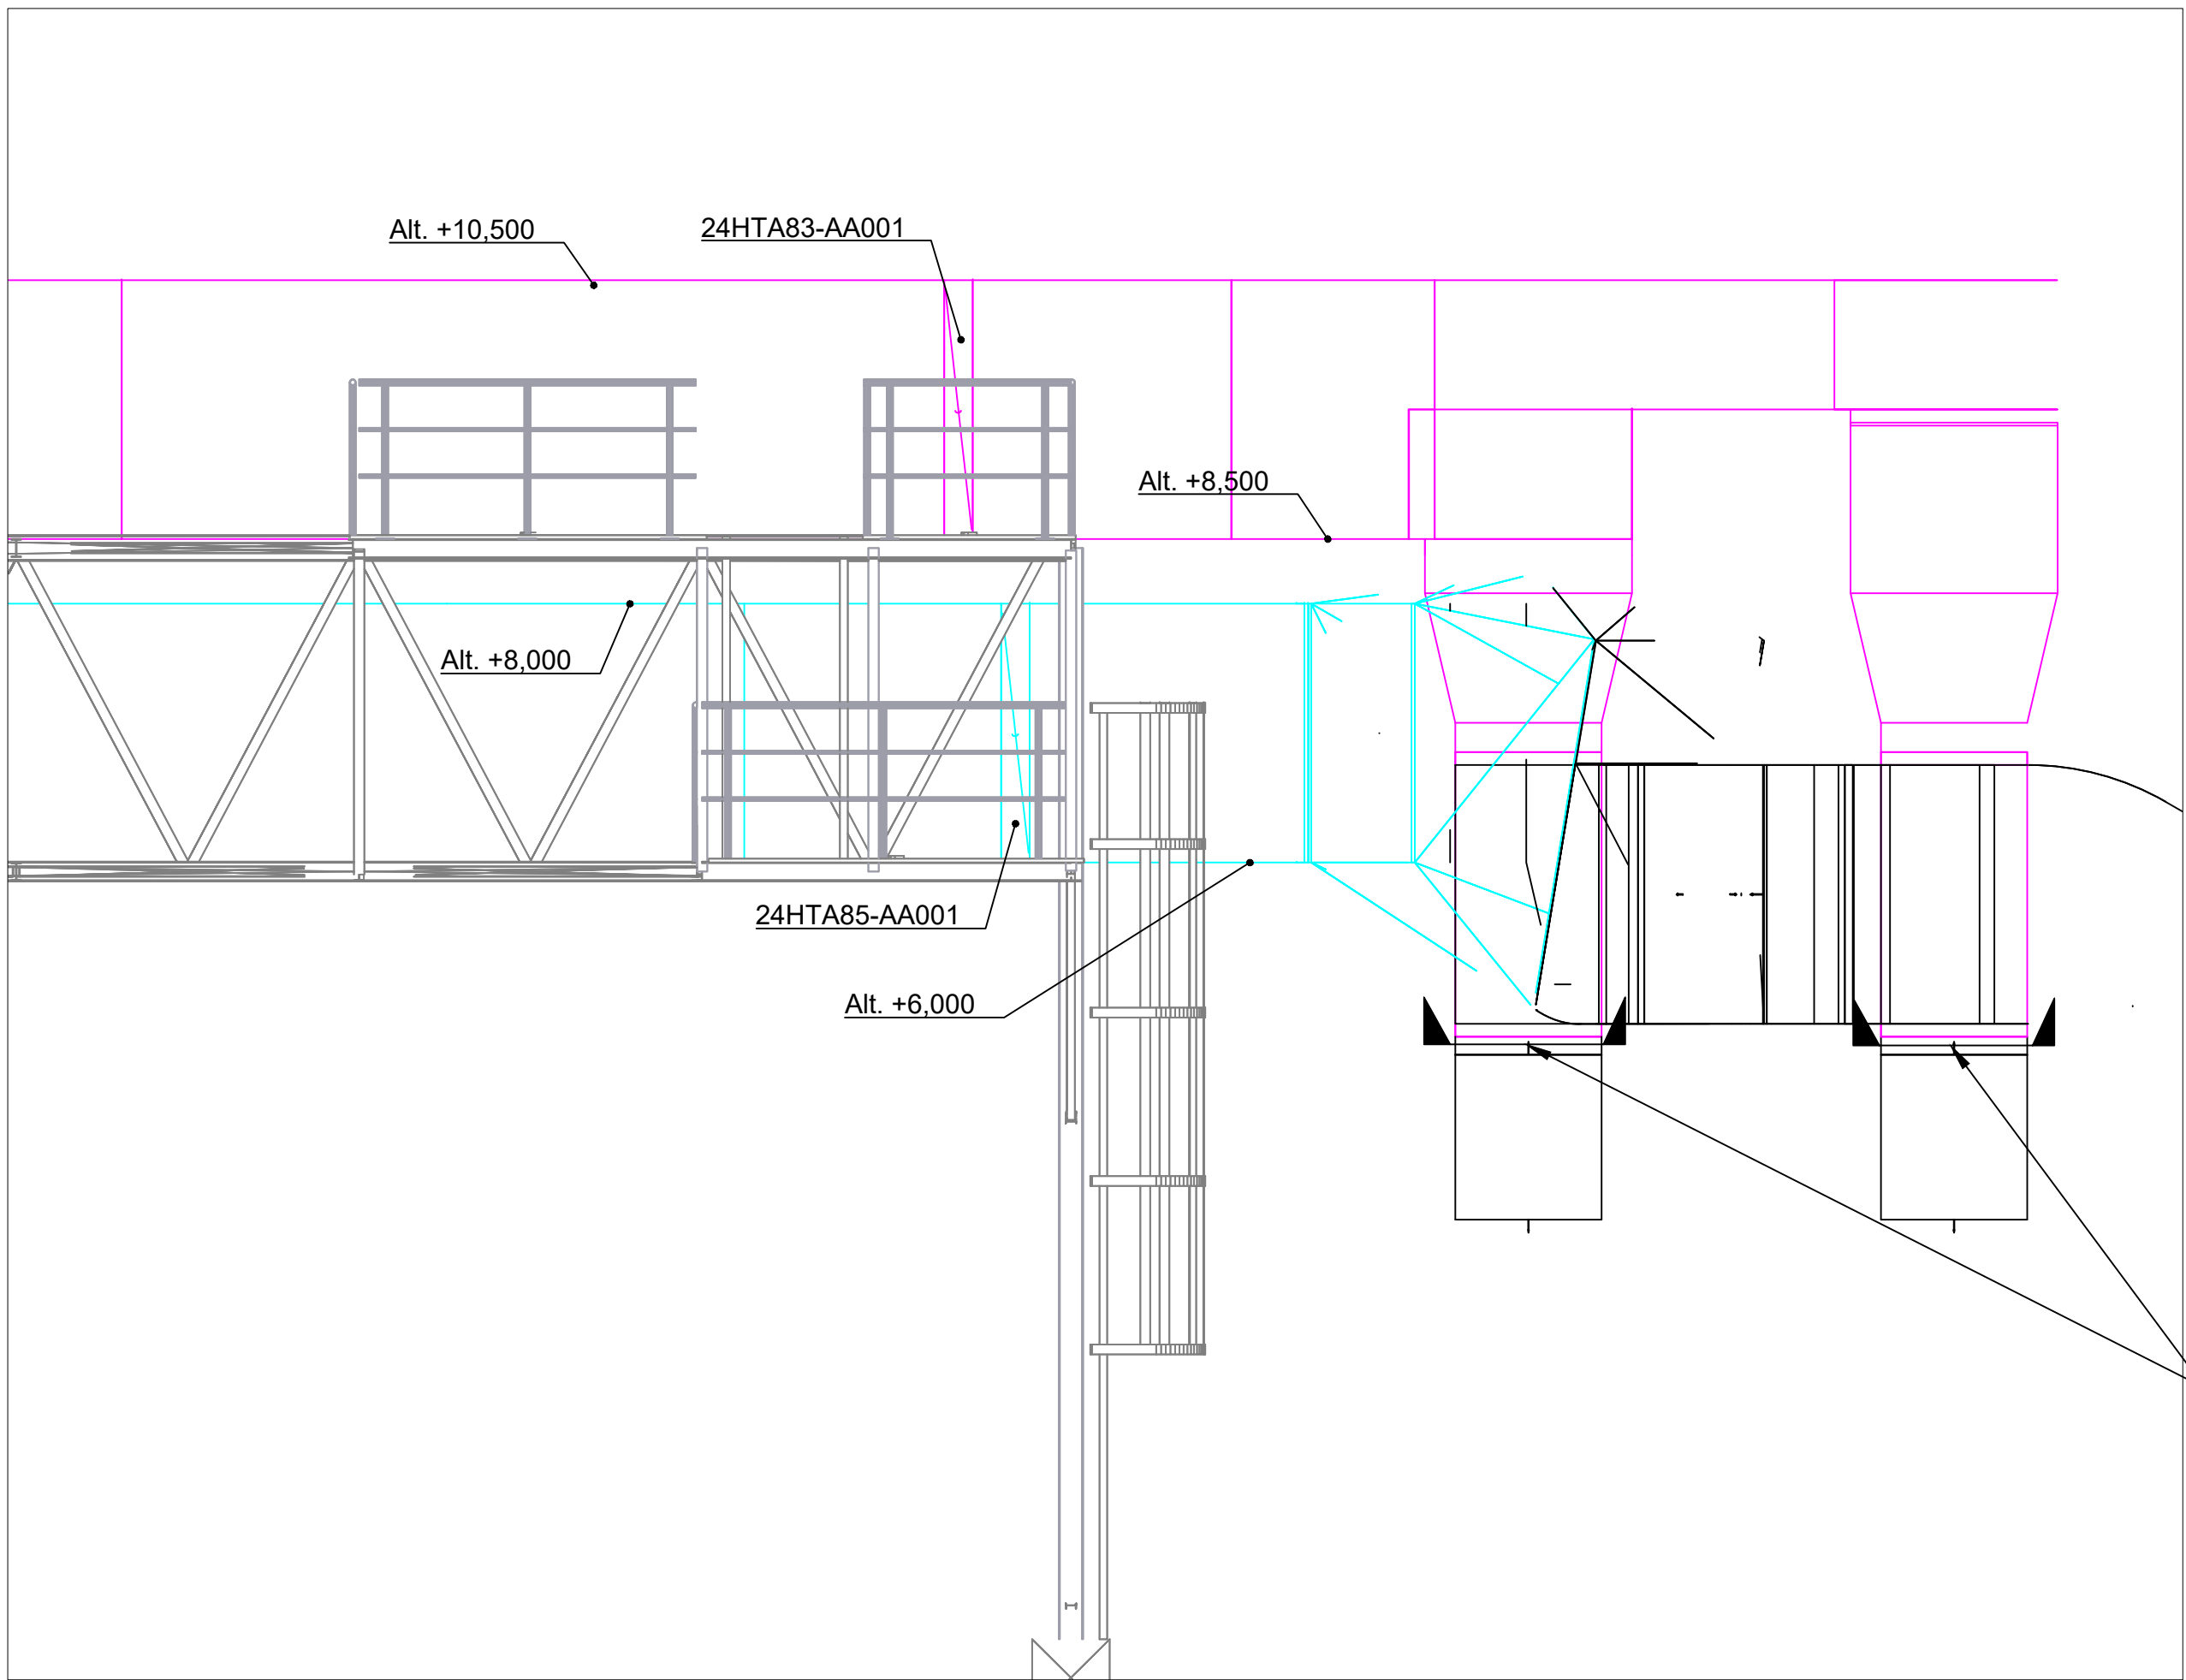 Alt. +10,500
24HTA83-AA001
Alt. +8,500
Alt. +8,000
24HTA85-AA001
Alt. +6,000